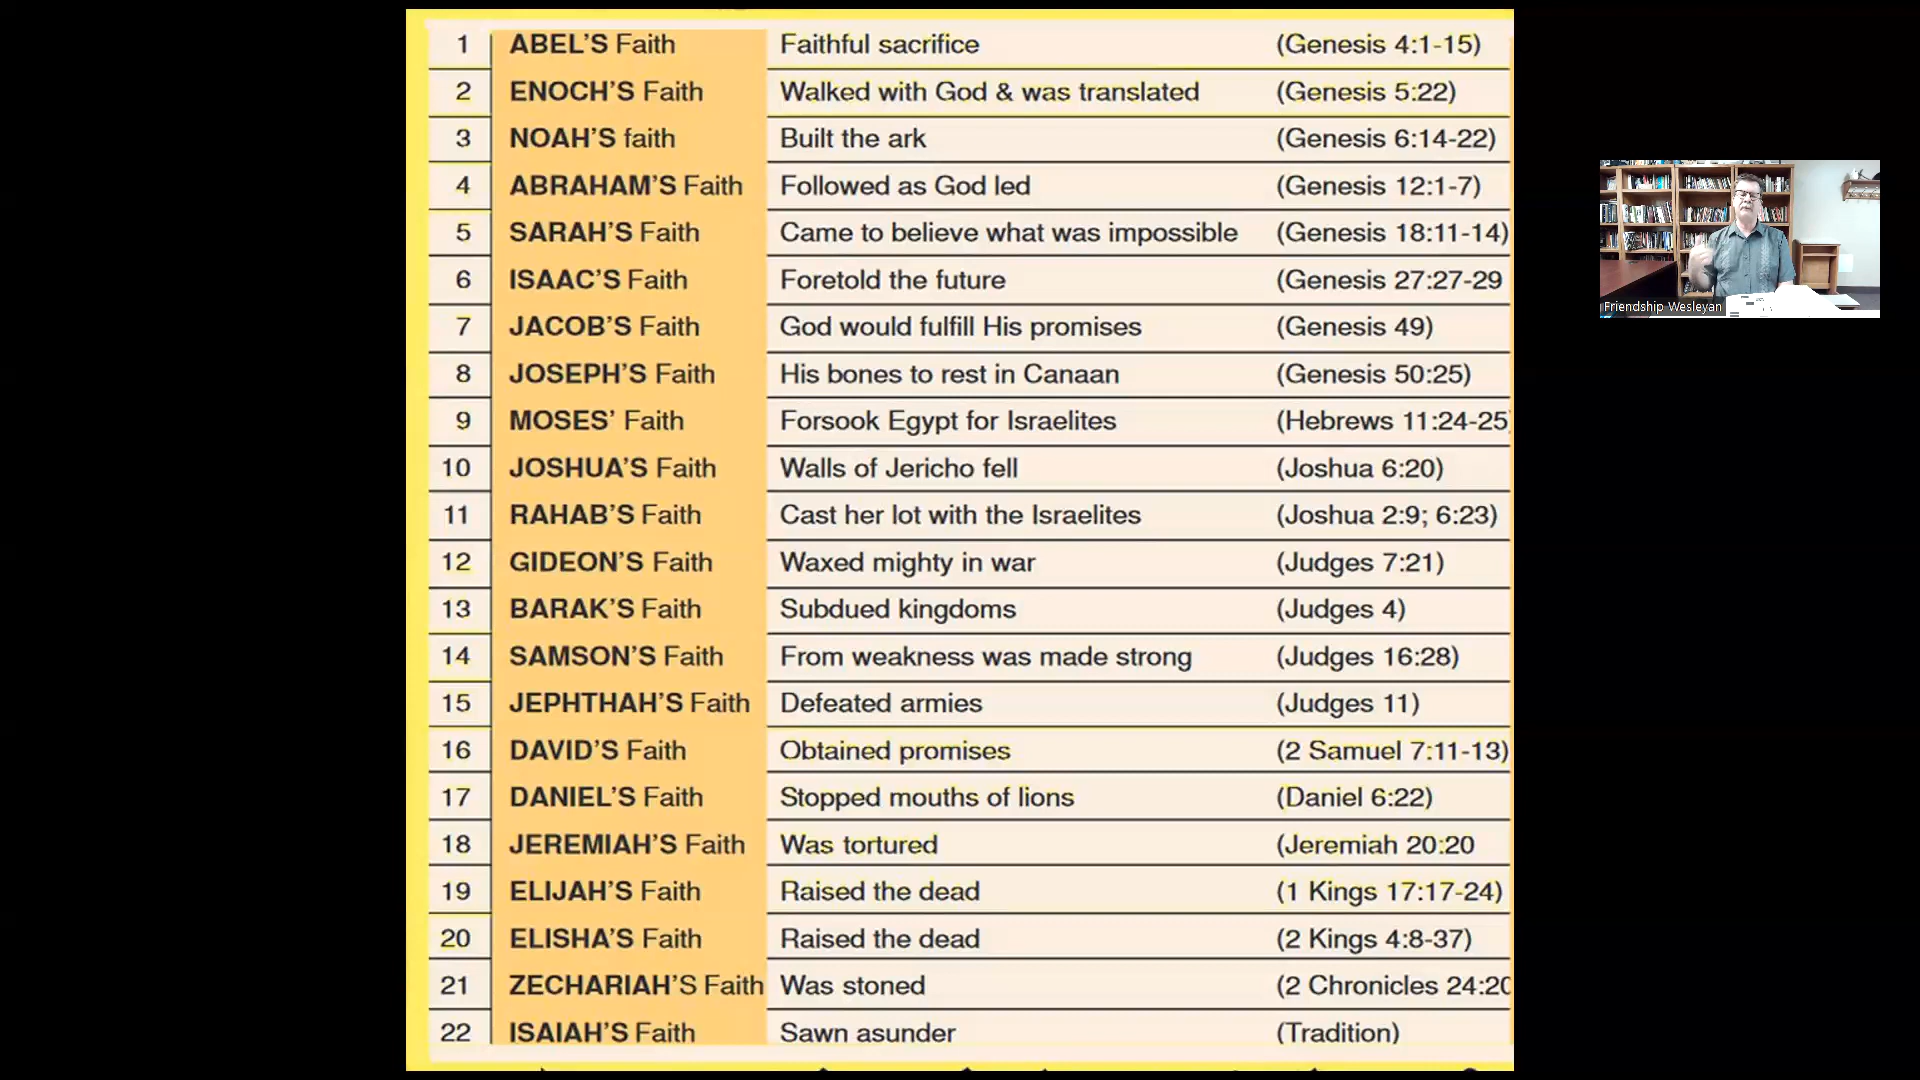 1 ABEL’S Faith Faithful sacrifice (Genesis 4:1-15)
2 ENOCH’S Faith Walked with God & was translated (Genesis 5:22)
3 NOAH’S faith Built the ark (Genesis 6:14-22)
4 ABRAHAM’S Faith Followed as God led (Genesis 12:1-7)
5 SARAH’S Faith Came to believe what was impossible (Genesis 18:11-14)
6 ISAAC’S Faith Foretold the future (Genesis 27:27-29
7 JACOB’S Faith God would fulfill His promises (Genesis 49)
8 JOSEPH’S Faith His bones to rest in Canaan (Genesis 50:25)
9 MOSES’ Faith Forsook Egypt for Israelites (Hebrews 11:24-25)
10 JOSHUA’S Faith Walls of Jericho fell (Joshua 6:20)
11 RAHAB’S Faith Cast her lot with the Israelites (Joshua 2:9; 6:23)
12 GIDEON’S Faith Waxed mighty in war (Judges 7:21)
13 BARAK’S Faith Subdued kingdoms (Judges 4)
14 SAMSON’S Faith From weakness was made strong (Judges 16:28)
15 JEPHTHAH’S Faith Defeated armies (Judges 11)
16 DAVID’S Faith Obtained promises (2 Samuel 7:11-13)
17 DANIEL’S Faith Stopped mouths of lions (Daniel 6:22)
18 JEREMIAH’S Faith Was tortured (Jeremiah 20:20
19 ELIJAH’S Faith Raised the dead (1 Kings 17:17-24)
20 ELISHA’S Faith Raised the dead (2 Kings 4:8-37)
21 ZECHARIAH’S Faith Was stoned (2 Chronicles 24:20
22 ISAIAH’S Faith Sawn asunder (Tradition)
Friendship Wesleyan